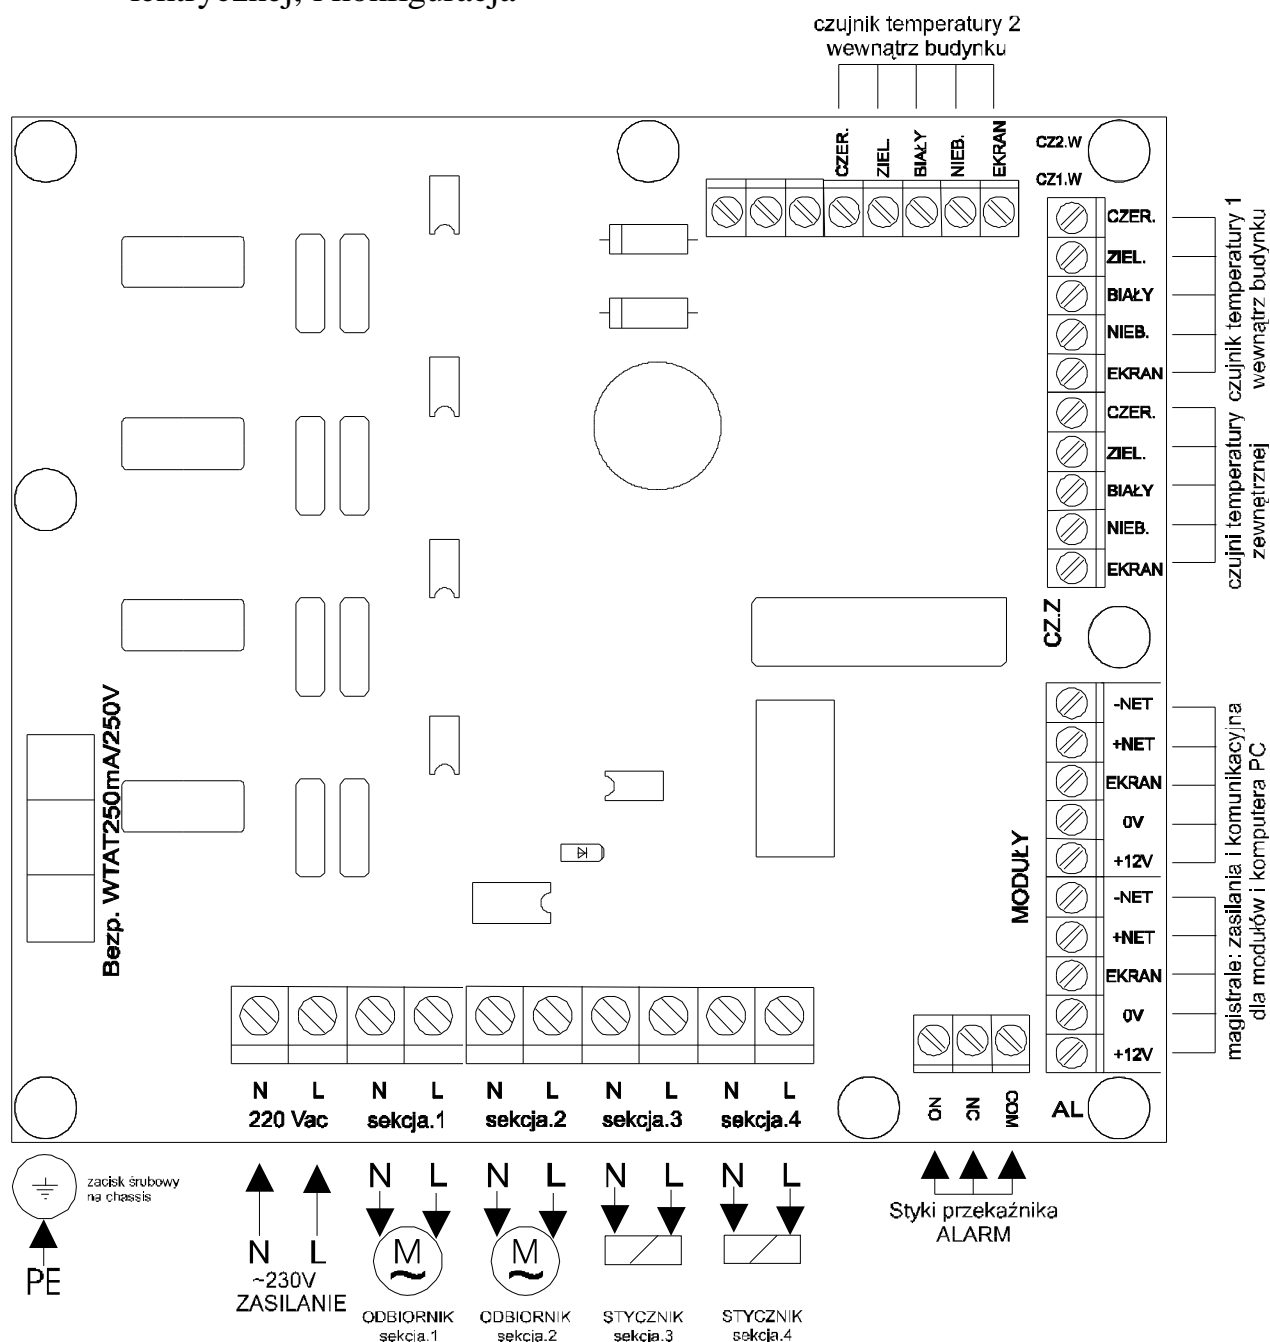 czujnik temperatury 2
wewnątrz budynku
CZER.
ZIEL.
BIAŁY
NIEB.
EKRAN
CZ2.W
CZ1.W
CZER.
ZIEL.
BIAŁY
NIEB.
EKRAN
czujnik temperatury 1
wewnątrz budynku
CZER.
ZIEL.
BIAŁY
NIEB.
EKRAN
czujni temperatury
zewnętrznej
CZ.Z
-NET
+NET
EKRAN
0V
+12V
-NET
+NET
EKRAN
0V
+12V
MODUŁY
magistrale: zasilania i komunikacyjna
dla modułów i komputera PC
Bezp. WTAT250mA/250V
N L N L N L N L N L
220 Vac sekcja.1 sekcja.2 sekcja.3 sekcja.4
NO NC COM
AL
zacisk śrubowy
na chassis
PE
N L
~230V
ZASILANIE
N L N L N L N L
M M
ODBIORNIK
sekcja.1
ODBIORNIK
sekcja.2
STYCZNIK
sekcja.3
STYCZNIK
sekcja.4
Styki przekaźnika
ALARM